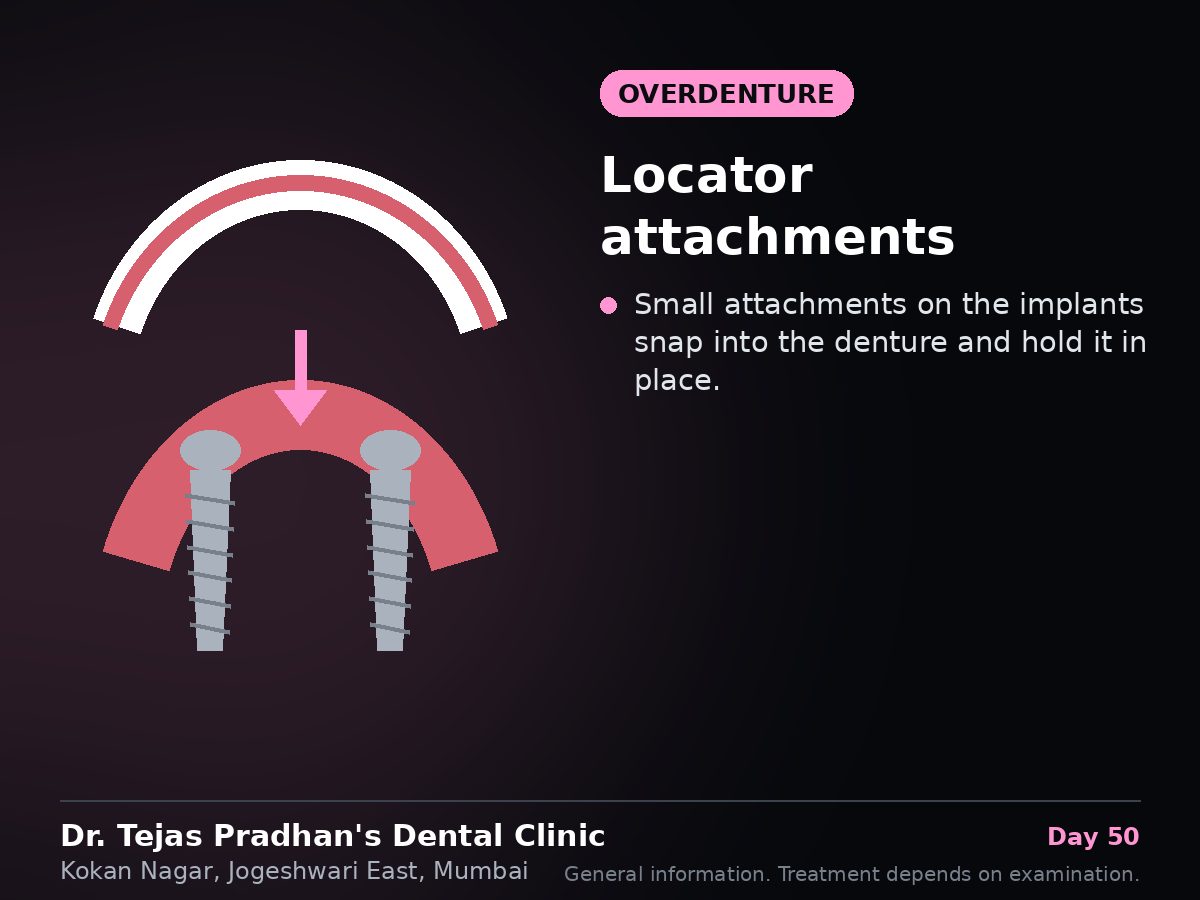 OVERDENTURE
Locator
attachments
Small attachments on the implants
snap into the denture and hold it in
place.
Dr. Tejas Pradhan's Dental Clinic
Day 50
Kokan Nagar, Jogeshwari East, Mumbai
General information. Treatment depends on examination.